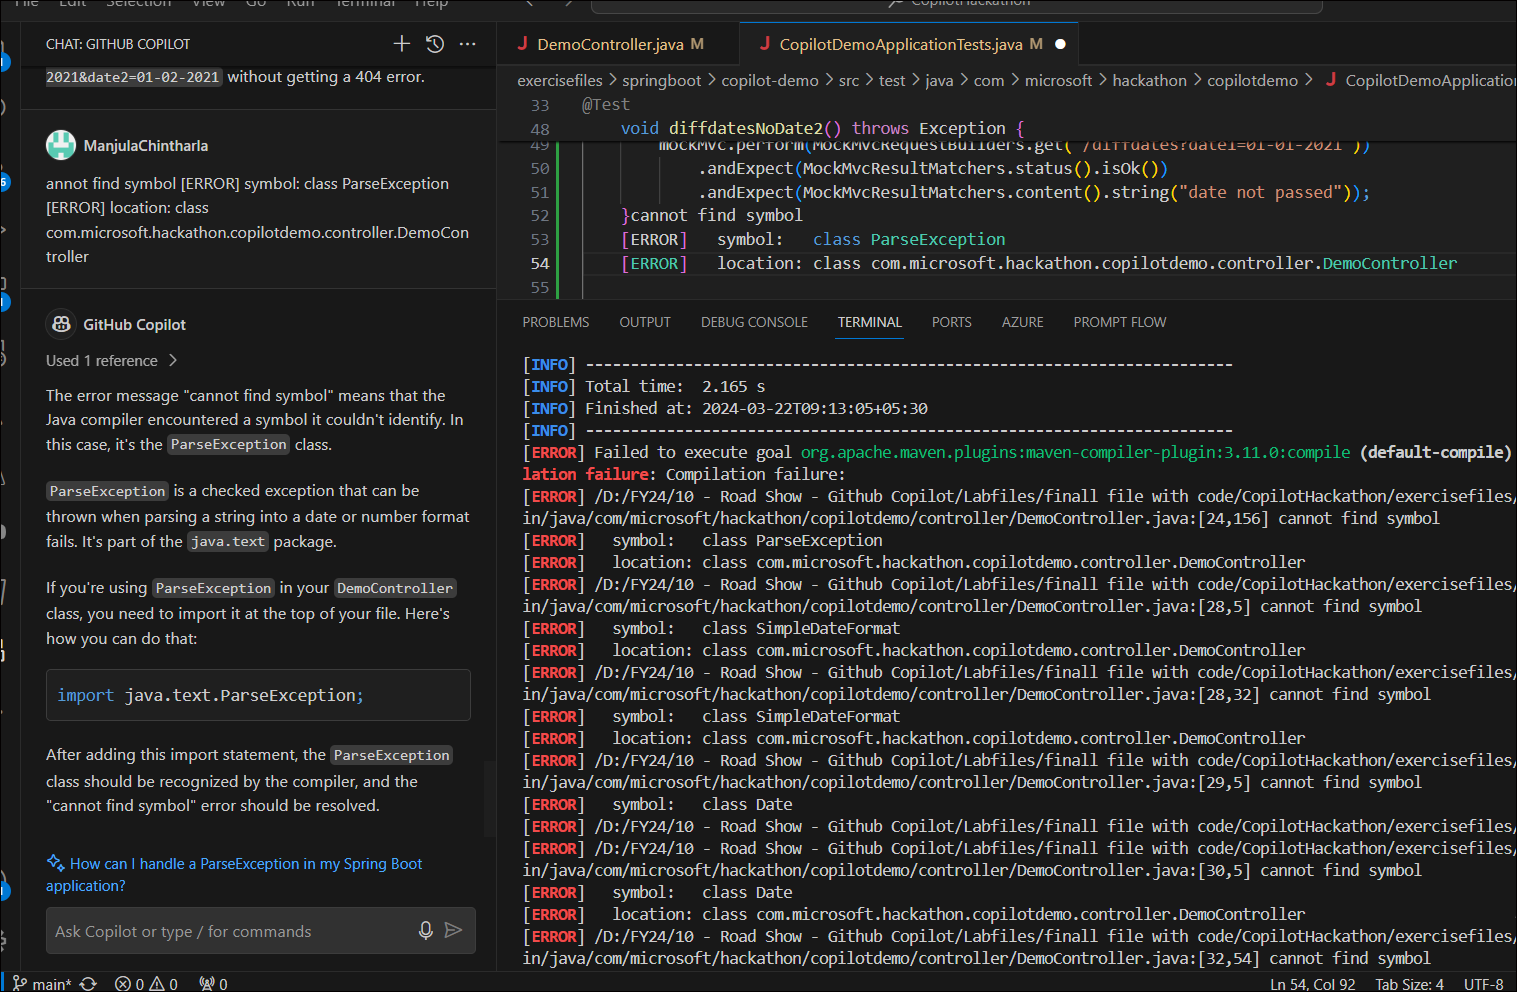 File Edit Selection View Go Run Terminal Help
CopilotHackathon
CHAT: GITHUB COPILOT
2021&date2=01-02-2021 without getting a 404 error.
ManjulaChintharla
annot find symbol [ERROR] symbol: class ParseException
[ERROR] location: class
com.microsoft.hackathon.copilotdemo.controller.DemoCon
troller
GitHub Copilot
Used 1 reference
The error message "cannot find symbol" means that the
Java compiler encountered a symbol it couldn't identify. In
this case, it's the ParseException class.
ParseException is a checked exception that can be
thrown when parsing a string into a date or number format
fails. It's part of the java.text package.
If you're using ParseException in your DemoController
class, you need to import it at the top of your file. Here's
how you can do that:
import java.text.ParseException;
After adding this import statement, the ParseException
class should be recognized by the compiler, and the
"cannot find symbol" error should be resolved.
How can I handle a ParseException in my Spring Boot
application?
Ask Copilot or type / for commands
DemoController.java M
CopilotDemoApplicationTests.java M
exercisefiles > springboot > copilot-demo > src > test > java > com > microsoft > hackathon > copilotdemo > CopilotDemoApplication
33 @Test
48 void diffdatesNoDate2() throws Exception {
49 mockMvc.perform(MockMvcRequestBuilders.get("/diffdates?date1=01-01-2021"))
50 .andExpect(MockMvcResultMatchers.status().isOk())
51 .andExpect(MockMvcResultMatchers.content().string("date not passed"));
52 }cannot find symbol
53 [ERROR] symbol: class ParseException
54 [ERROR] location: class com.microsoft.hackathon.copilotdemo.controller.DemoController
55
PROBLEMS OUTPUT DEBUG CONSOLE TERMINAL PORTS AZURE PROMPT FLOW
[INFO] ------------------------------------------------------------------------
[INFO] Total time: 2.165 s
[INFO] Finished at: 2024-03-22T09:13:05+05:30
[INFO] ------------------------------------------------------------------------
[ERROR] Failed to execute goal org.apache.maven.plugins:maven-compiler-plugin:3.11.0:compile (default-compile)
lation failure: Compilation failure:
[ERROR] /D:/FY24/10 - Road Show - Github Copilot/Labfiles/finall file with code/CopilotHackathon/exercisefiles/
in/java/com/microsoft/hackathon/copilotdemo/controller/DemoController.java:[24,156] cannot find symbol
[ERROR] symbol: class ParseException
[ERROR] location: class com.microsoft.hackathon.copilotdemo.controller.DemoController
[ERROR] /D:/FY24/10 - Road Show - Github Copilot/Labfiles/finall file with code/CopilotHackathon/exercisefiles/
in/java/com/microsoft/hackathon/copilotdemo/controller/DemoController.java:[28,5] cannot find symbol
[ERROR] symbol: class SimpleDateFormat
[ERROR] location: class com.microsoft.hackathon.copilotdemo.controller.DemoController
[ERROR] /D:/FY24/10 - Road Show - Github Copilot/Labfiles/finall file with code/CopilotHackathon/exercisefiles/
in/java/com/microsoft/hackathon/copilotdemo/controller/DemoController.java:[28,32] cannot find symbol
[ERROR] symbol: class SimpleDateFormat
[ERROR] location: class com.microsoft.hackathon.copilotdemo.controller.DemoController
[ERROR] /D:/FY24/10 - Road Show - Github Copilot/Labfiles/finall file with code/CopilotHackathon/exercisefiles/
in/java/com/microsoft/hackathon/copilotdemo/controller/DemoController.java:[29,5] cannot find symbol
[ERROR] symbol: class Date
[ERROR] /D:/FY24/10 - Road Show - Github Copilot/Labfiles/finall file with code/CopilotHackathon/exercisefiles/
[ERROR] /D:/FY24/10 - Road Show - Github Copilot/Labfiles/finall file with code/CopilotHackathon/exercisefiles/
in/java/com/microsoft/hackathon/copilotdemo/controller/DemoController.java:[30,5] cannot find symbol
[ERROR] symbol: class Date
[ERROR] location: class com.microsoft.hackathon.copilotdemo.controller.DemoController
[ERROR] /D:/FY24/10 - Road Show - Github Copilot/Labfiles/finall file with code/CopilotHackathon/exercisefiles/
in/java/com/microsoft/hackathon/copilotdemo/controller/DemoController.java:[32,54] cannot find symbol
main* 0 0 0
Ln 54, Col 92 Tab Size: 4 UTF-8